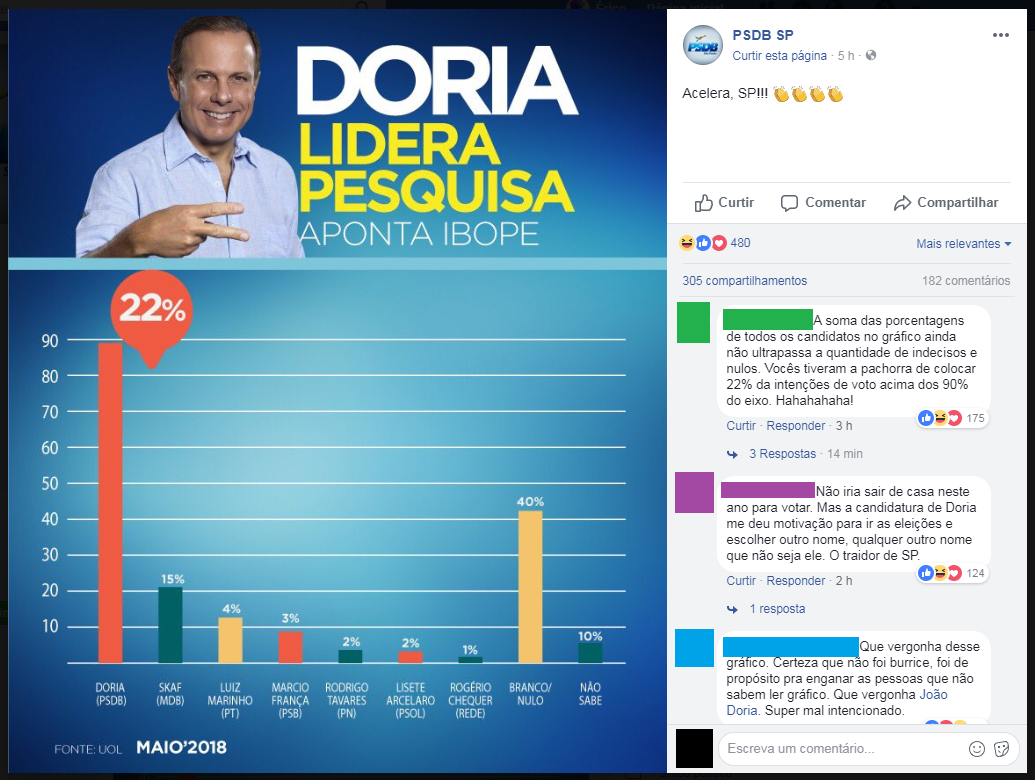 DORIA
LIDERA
PESQUISA
APONTA IBOPE
22%
90
80
70
60
50
40
30
20
10
15%
4%
3%
2%
2%
1%
40%
10%
DORIA
(PSDB)
SKAF
(MDB)
LUIZ
MARINHO
(PT)
MARCIO
FRANÇA
(PSB)
RODRIGO
TAVARES
(PN)
LISETE
ARCELARO
(PSOL)
ROGÉRIO
CHEQUER
(REDE)
BRANCO/
NULO
NÃO
SABE
FONTE: UOL MAIO'2018
PSDB
PSDB SP
Curtir esta página · 5 h ·
Acelera, SP!!! 👏👏👏👏
Curtir Comentar Compartilhar
480 Mais relevantes
305 compartilhamentos 182 comentários
A soma das porcentagens
de todos os candidatos no gráfico ainda
não ultrapassa a quantidade de indecisos e
nulos. Vocês tiveram a pachorra de colocar
22% da intenções de voto acima dos 90%
do eixo. Hahahahaha!
175
Curtir · Responder · 3 h
3 Respostas · 14 min
Não iria sair de casa neste
ano para votar. Mas a candidatura de Doria
me deu motivação para ir as eleições e
escolher outro nome, qualquer outro nome
que não seja ele. O traidor de SP.
124
Curtir · Responder · 2 h
1 resposta
Que vergonha desse
gráfico. Certeza que não foi burrice, foi de
propósito pra enganar as pessoas que não
sabem ler gráfico. Que vergonha João
Doria. Super mal intencionado.
Escreva um comentário...